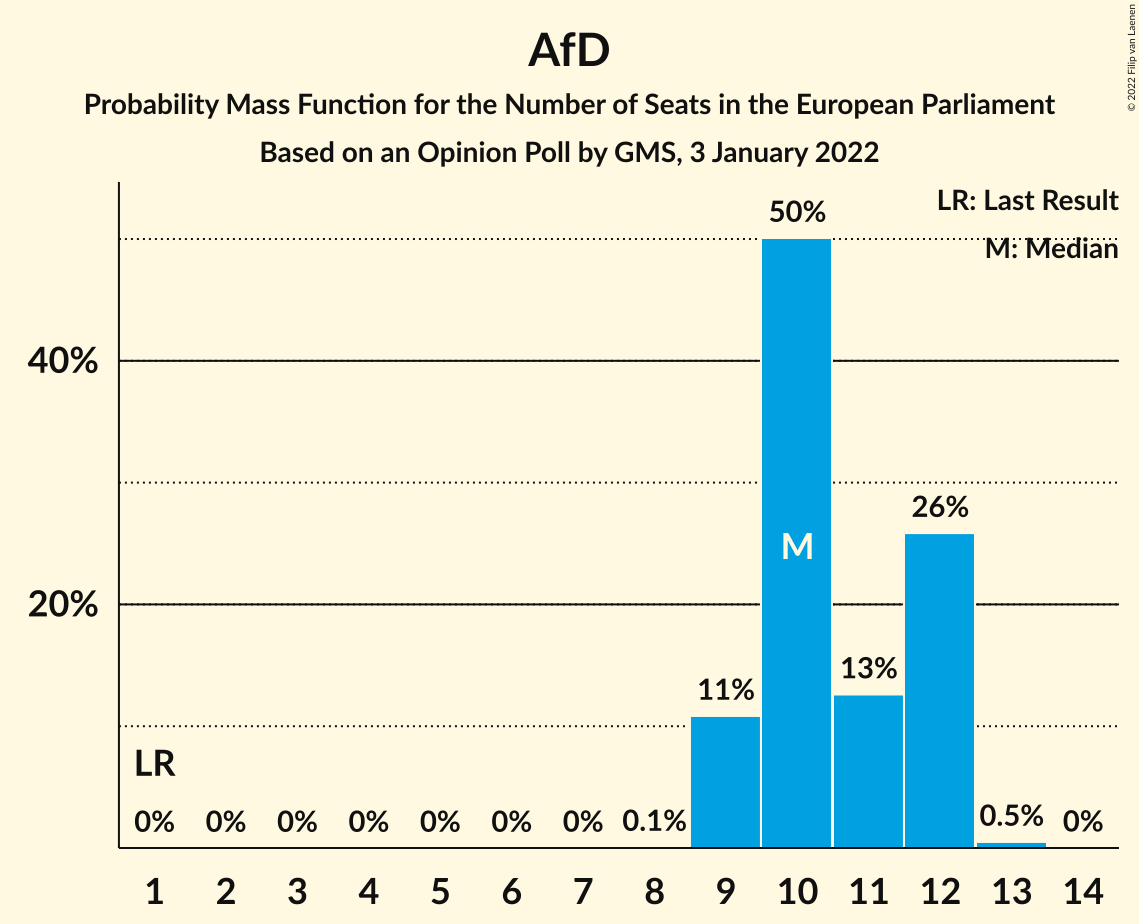 AfD
Probability Mass Function for the Number of Seats in the European Parliament
Based on an Opinion Poll by GMS, 3 January 2022
© 2022 Filip van Laenen
LR: Last Result
M: Median
50%
40%
26%
M
20%
13%
11%
LR
0% 0% 0% 0% 0% 0% 0% 0.1% 0.5% 0%
1 2 3 4 5 6 7 8 9 10 11 12 13 14